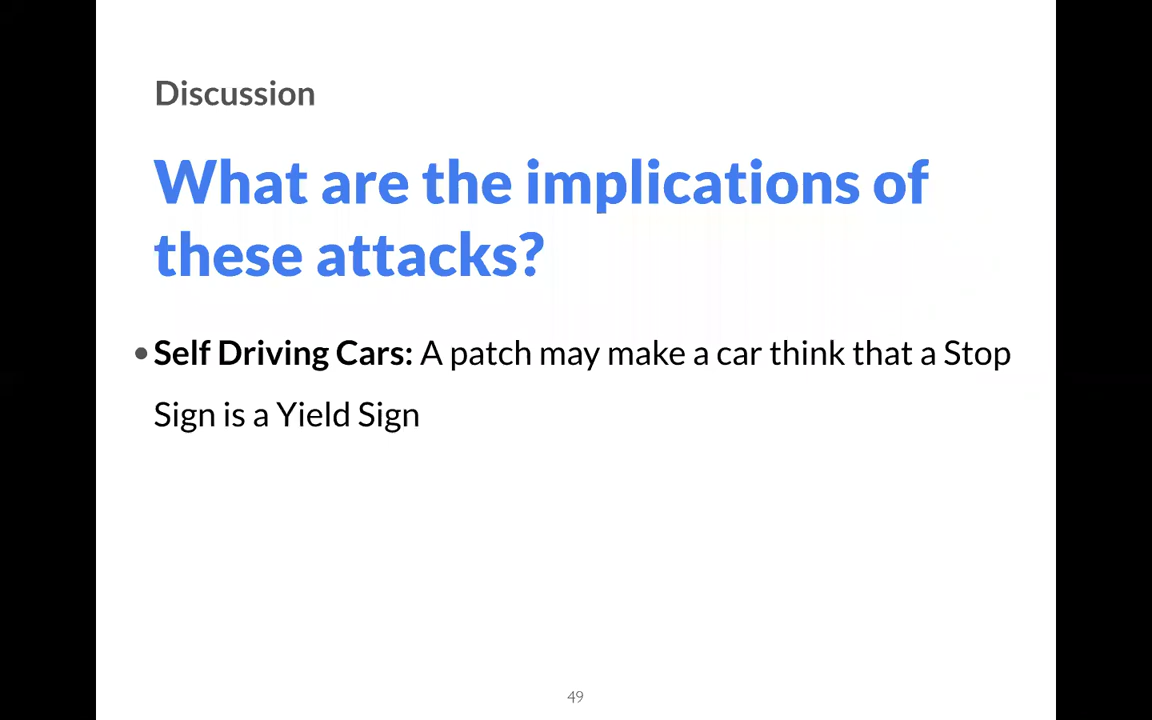 Discussion
What are the implications of
these attacks?
•Self Driving Cars: A patch may make a car think that a Stop
Sign is a Yield Sign
49